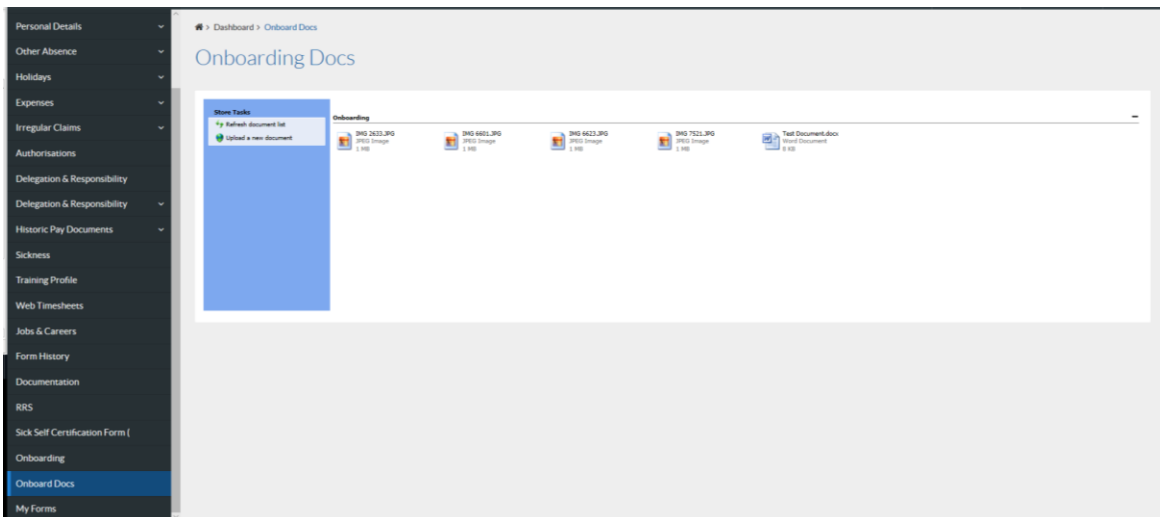 Personal Details
Other Absence
Holidays
Expenses
Irregular Claims
Authorisations
Delegation & Responsibility
Delegation & Responsibility
Historic Pay Documents
Sickness
Training Profile
Web Timesheets
Jobs & Careers
Form History
Documentation
RRS
Sick Self Certification Form (
Onboarding
Onboard Docs
My Forms
> Dashboard > Onboard Docs
Onboarding Docs
Store Tasks
Refresh document list
Upload a new document
Onboarding
IMG 2633.JPG
JPEG Image
1 MB
IMG 6601.JPG
JPEG Image
1 MB
IMG 6623.JPG
JPEG Image
1 MB
IMG 7521.JPG
JPEG Image
1 MB
Test Document.docx
Word Document
8 KB